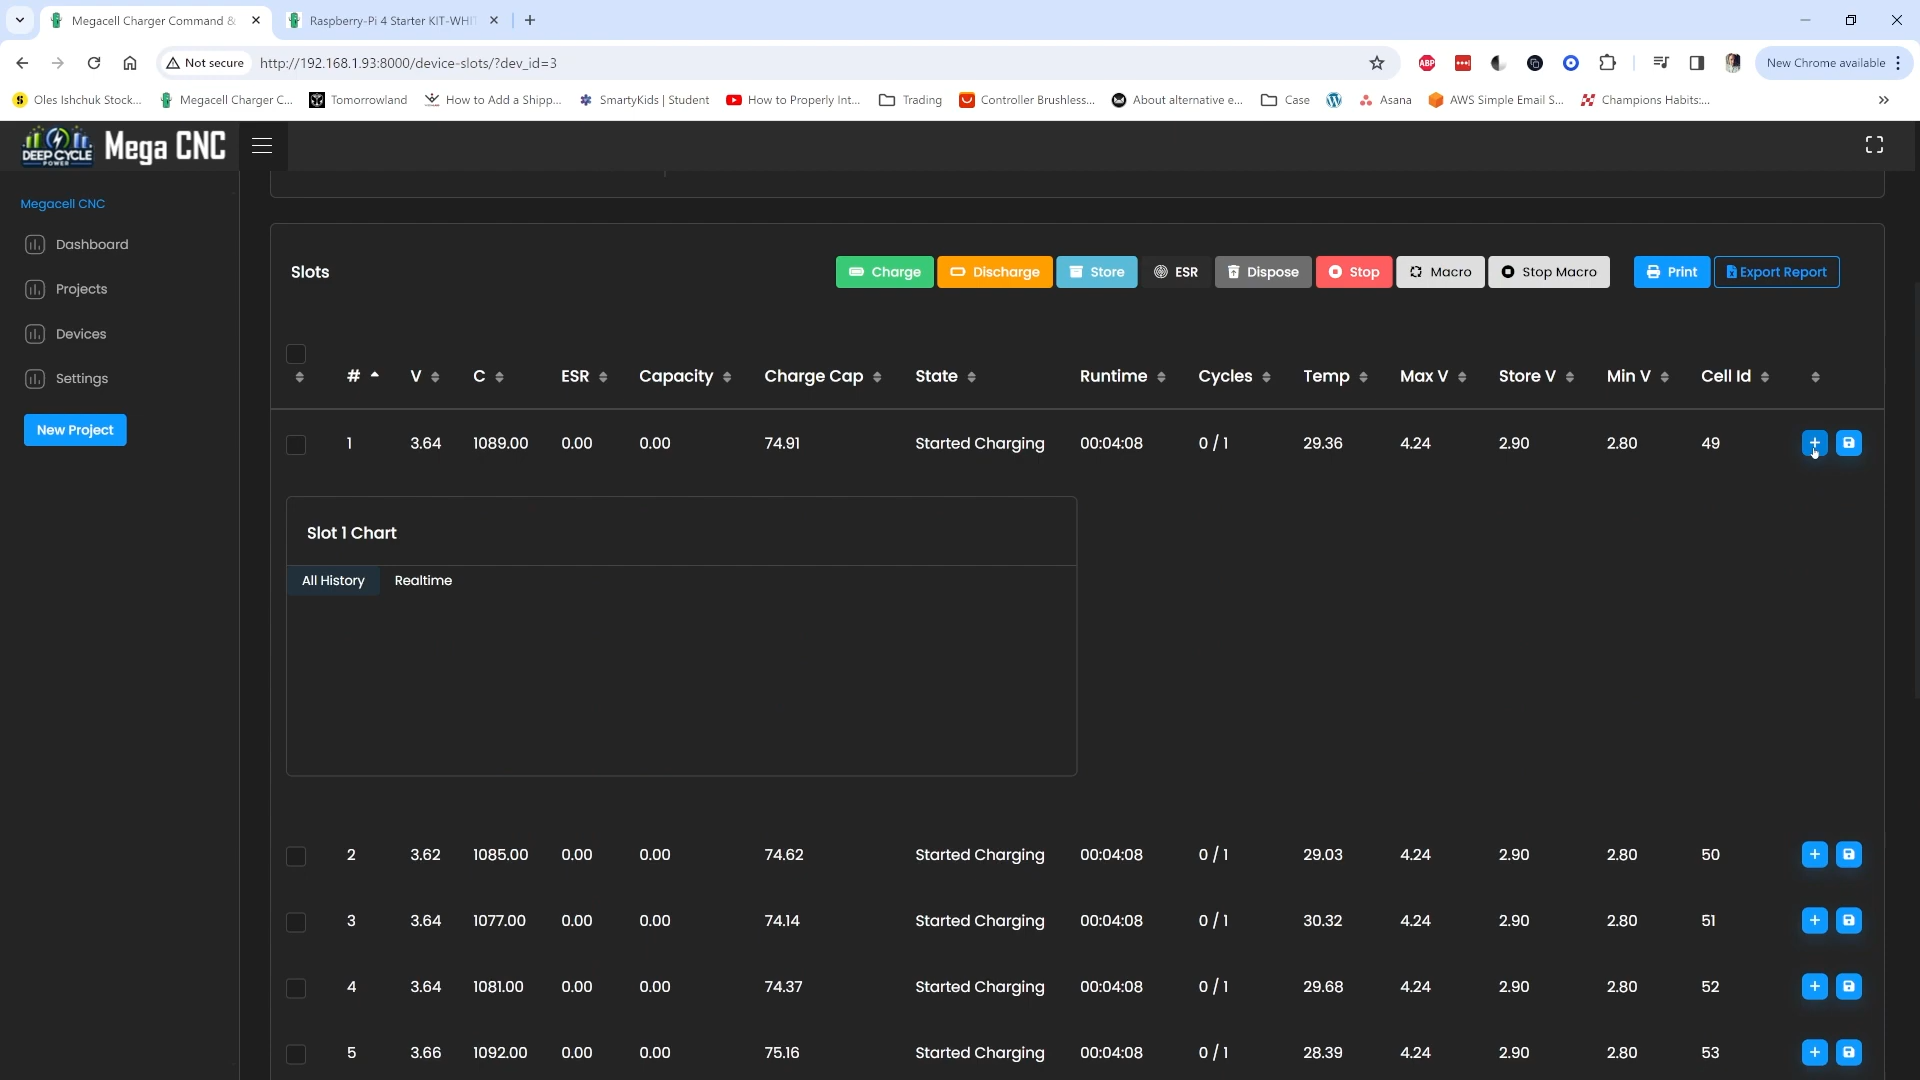 Megacell Charger Command &
Raspberry-Pi 4 Starter KIT-WHI
Not secure
http://192.168.1.93:8000/device-slots/?dev_id=3
ABP
New Chrome available
Oles Ishchuk Stock...
Megacell Charger C...
Tomorrowland
How to Add a Shipp...
SmartyKids | Student
How to Properly Int...
Trading
Controller Brushless...
About alternative e...
Case
Asana
AWS Simple Email S...
Champions Habits:...
DEEP CYCLE
POWER
Mega CNC
Megacell CNC
Dashboard
Projects
Devices
Settings
New Project
Slots
Charge
Discharge
Store
ESR
Dispose
Stop
Macro
Stop Macro
Print
Export Report
# V C ESR Capacity Charge Cap State Runtime Cycles Temp Max V Store V Min V Cell Id
1 3.64 1089.00 0.00 0.00 74.91 Started Charging 00:04:08 0 / 1 29.36 4.24 2.90 2.80 49
Slot 1 Chart
All History Realtime
2 3.62 1085.00 0.00 0.00 74.62 Started Charging 00:04:08 0 / 1 29.03 4.24 2.90 2.80 50
3 3.64 1077.00 0.00 0.00 74.14 Started Charging 00:04:08 0 / 1 30.32 4.24 2.90 2.80 51
4 3.64 1081.00 0.00 0.00 74.37 Started Charging 00:04:08 0 / 1 29.68 4.24 2.90 2.80 52
5 3.66 1092.00 0.00 0.00 75.16 Started Charging 00:04:08 0 / 1 28.39 4.24 2.90 2.80 53